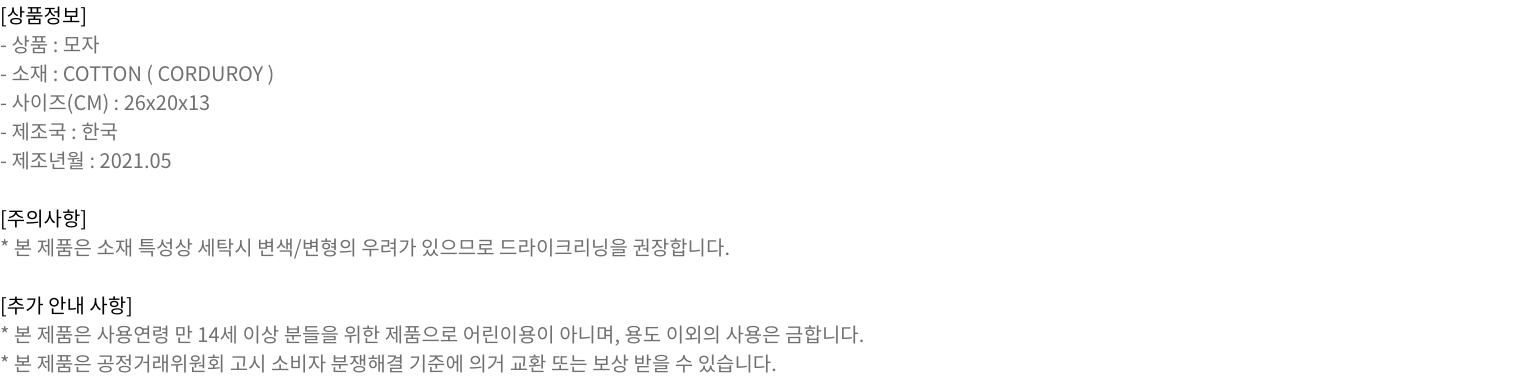 [상품정보]
- 상품 : 모자
- 소재 : COTTON ( CORDUROY )
- 사이즈(CM) : 26x20x13
- 제조국 : 한국
- 제조년월 : 2021.05
[주의사항]
* 본 제품은 소재 특성상 세탁시 변색/변형의 우려가 있으므로 드라이크리닝을 권장합니다.
[추가 안내 사항]
* 본 제품은 사용연령 만 14세 이상 분들을 위한 제품으로 어린이용이 아니며, 용도 이외의 사용은 금합니다.
* 본 제품은 공정거래위원회 고시 소비자 분쟁해결 기준에 의거 교환 또는 보상 받을 수 있습니다.